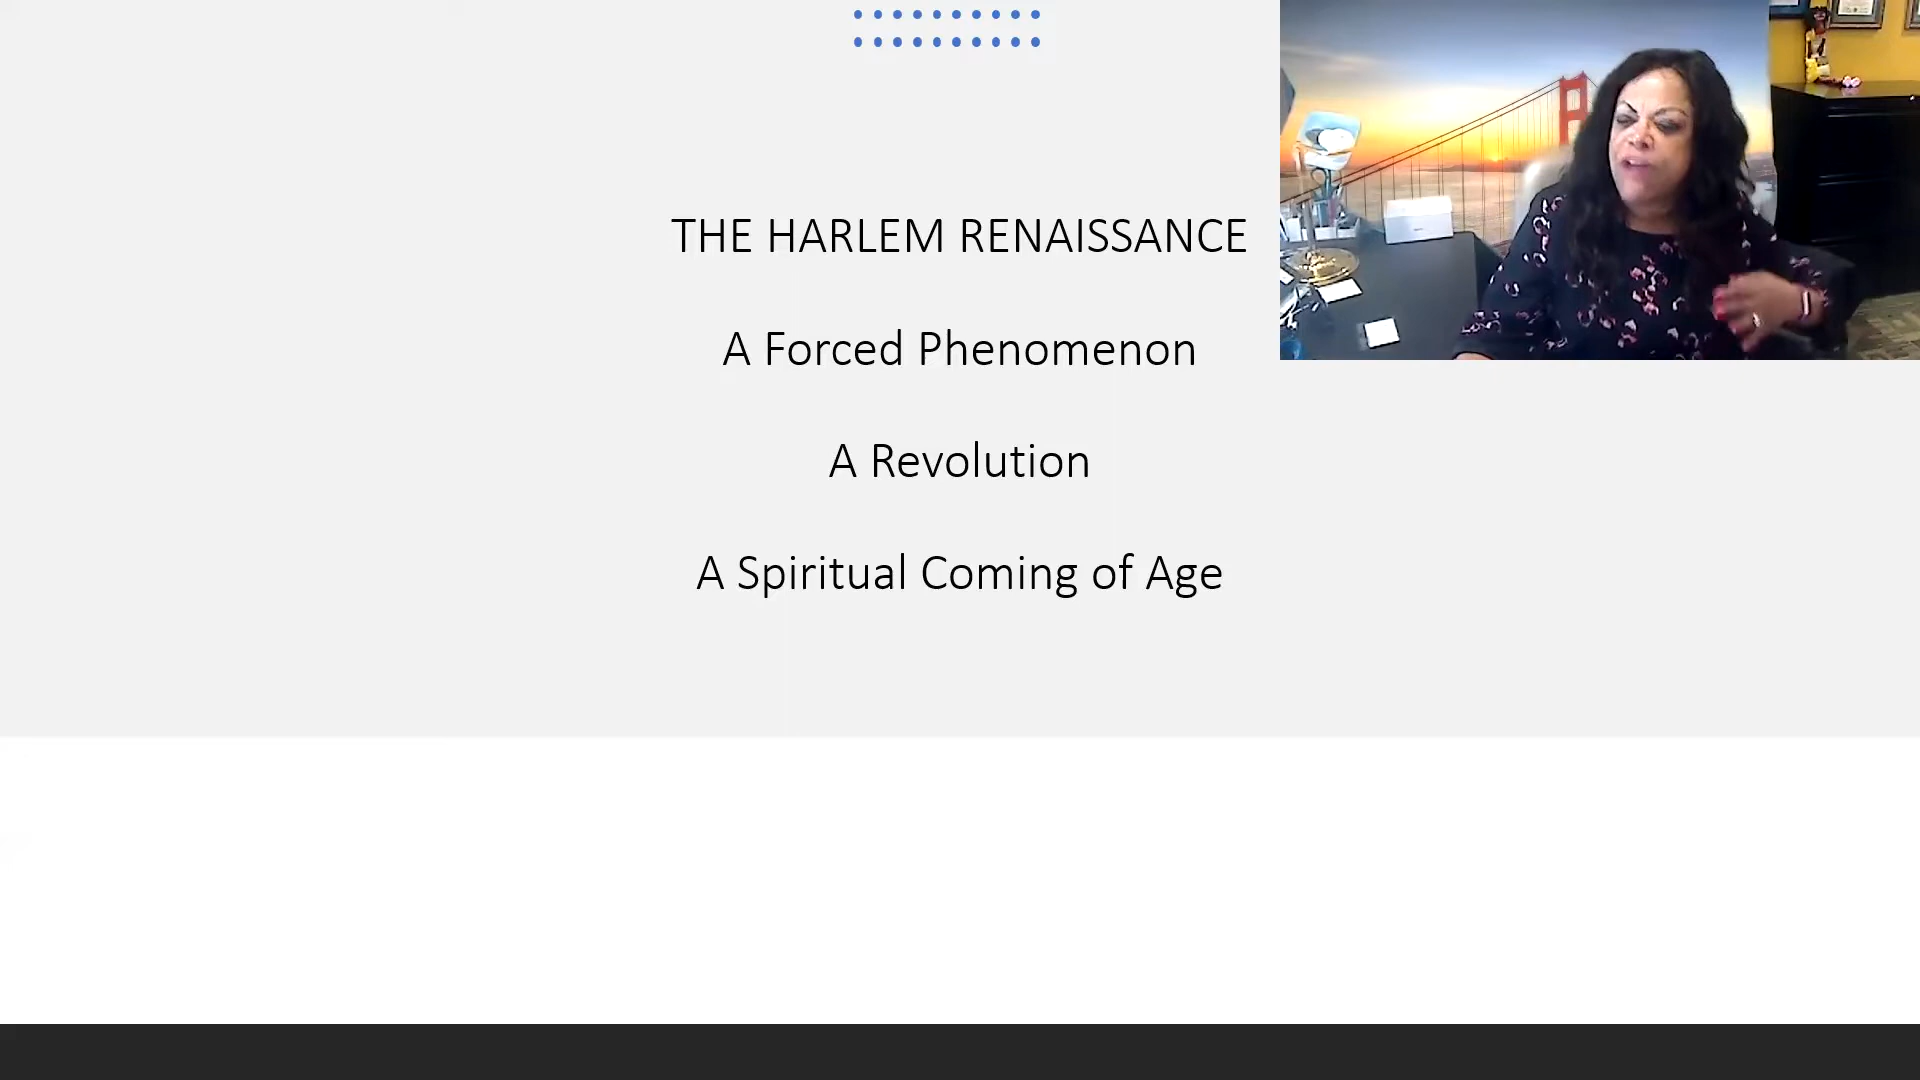 THE HARLEM RENAISSANCE
A Forced Phenomenon
A Revolution
A Spiritual Coming of Age